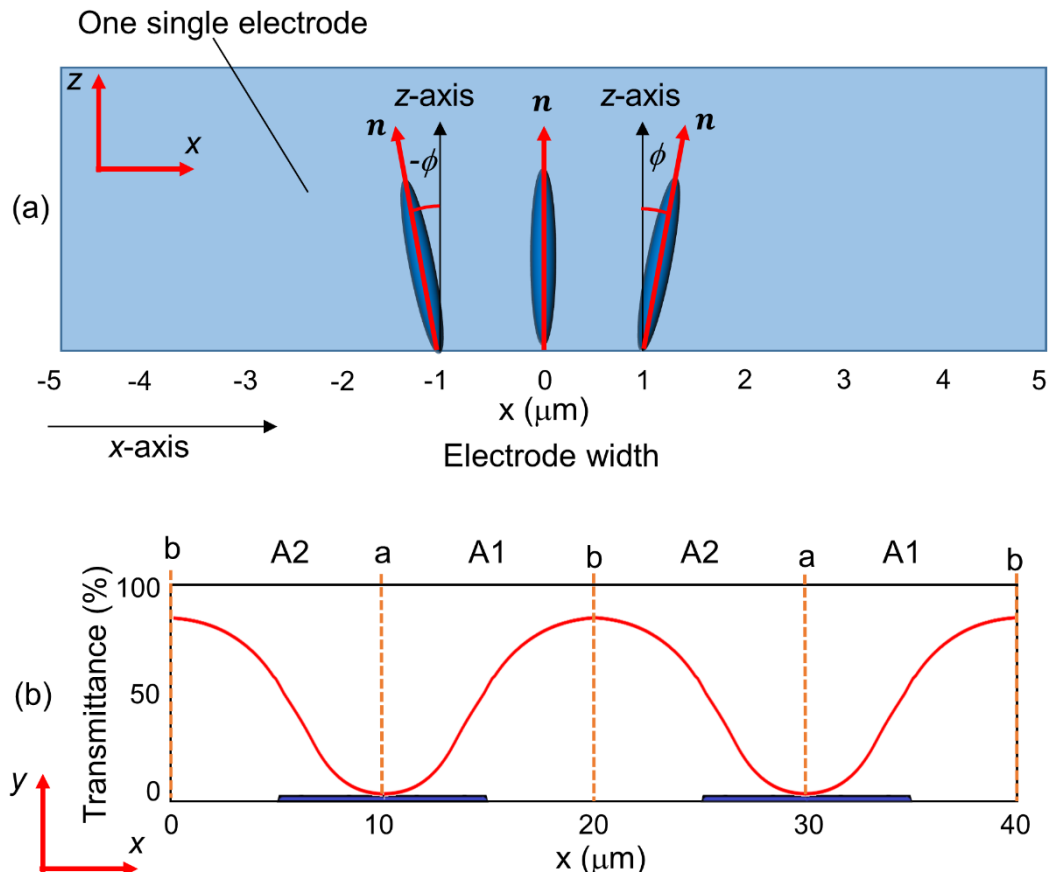 One single electrode
z
x
z-axis
n
z-axis
n
-ϕ
ϕ
n
(a)
-5 -4 -3 -2 -1 0 1 2 3 4 5
x (μm)
x-axis
Electrode width
b A2 a A1 b A2 a A1 b
100
50
0
Transmittance (%)
(b)
y
x
0 10 20 30 40
x (μm)